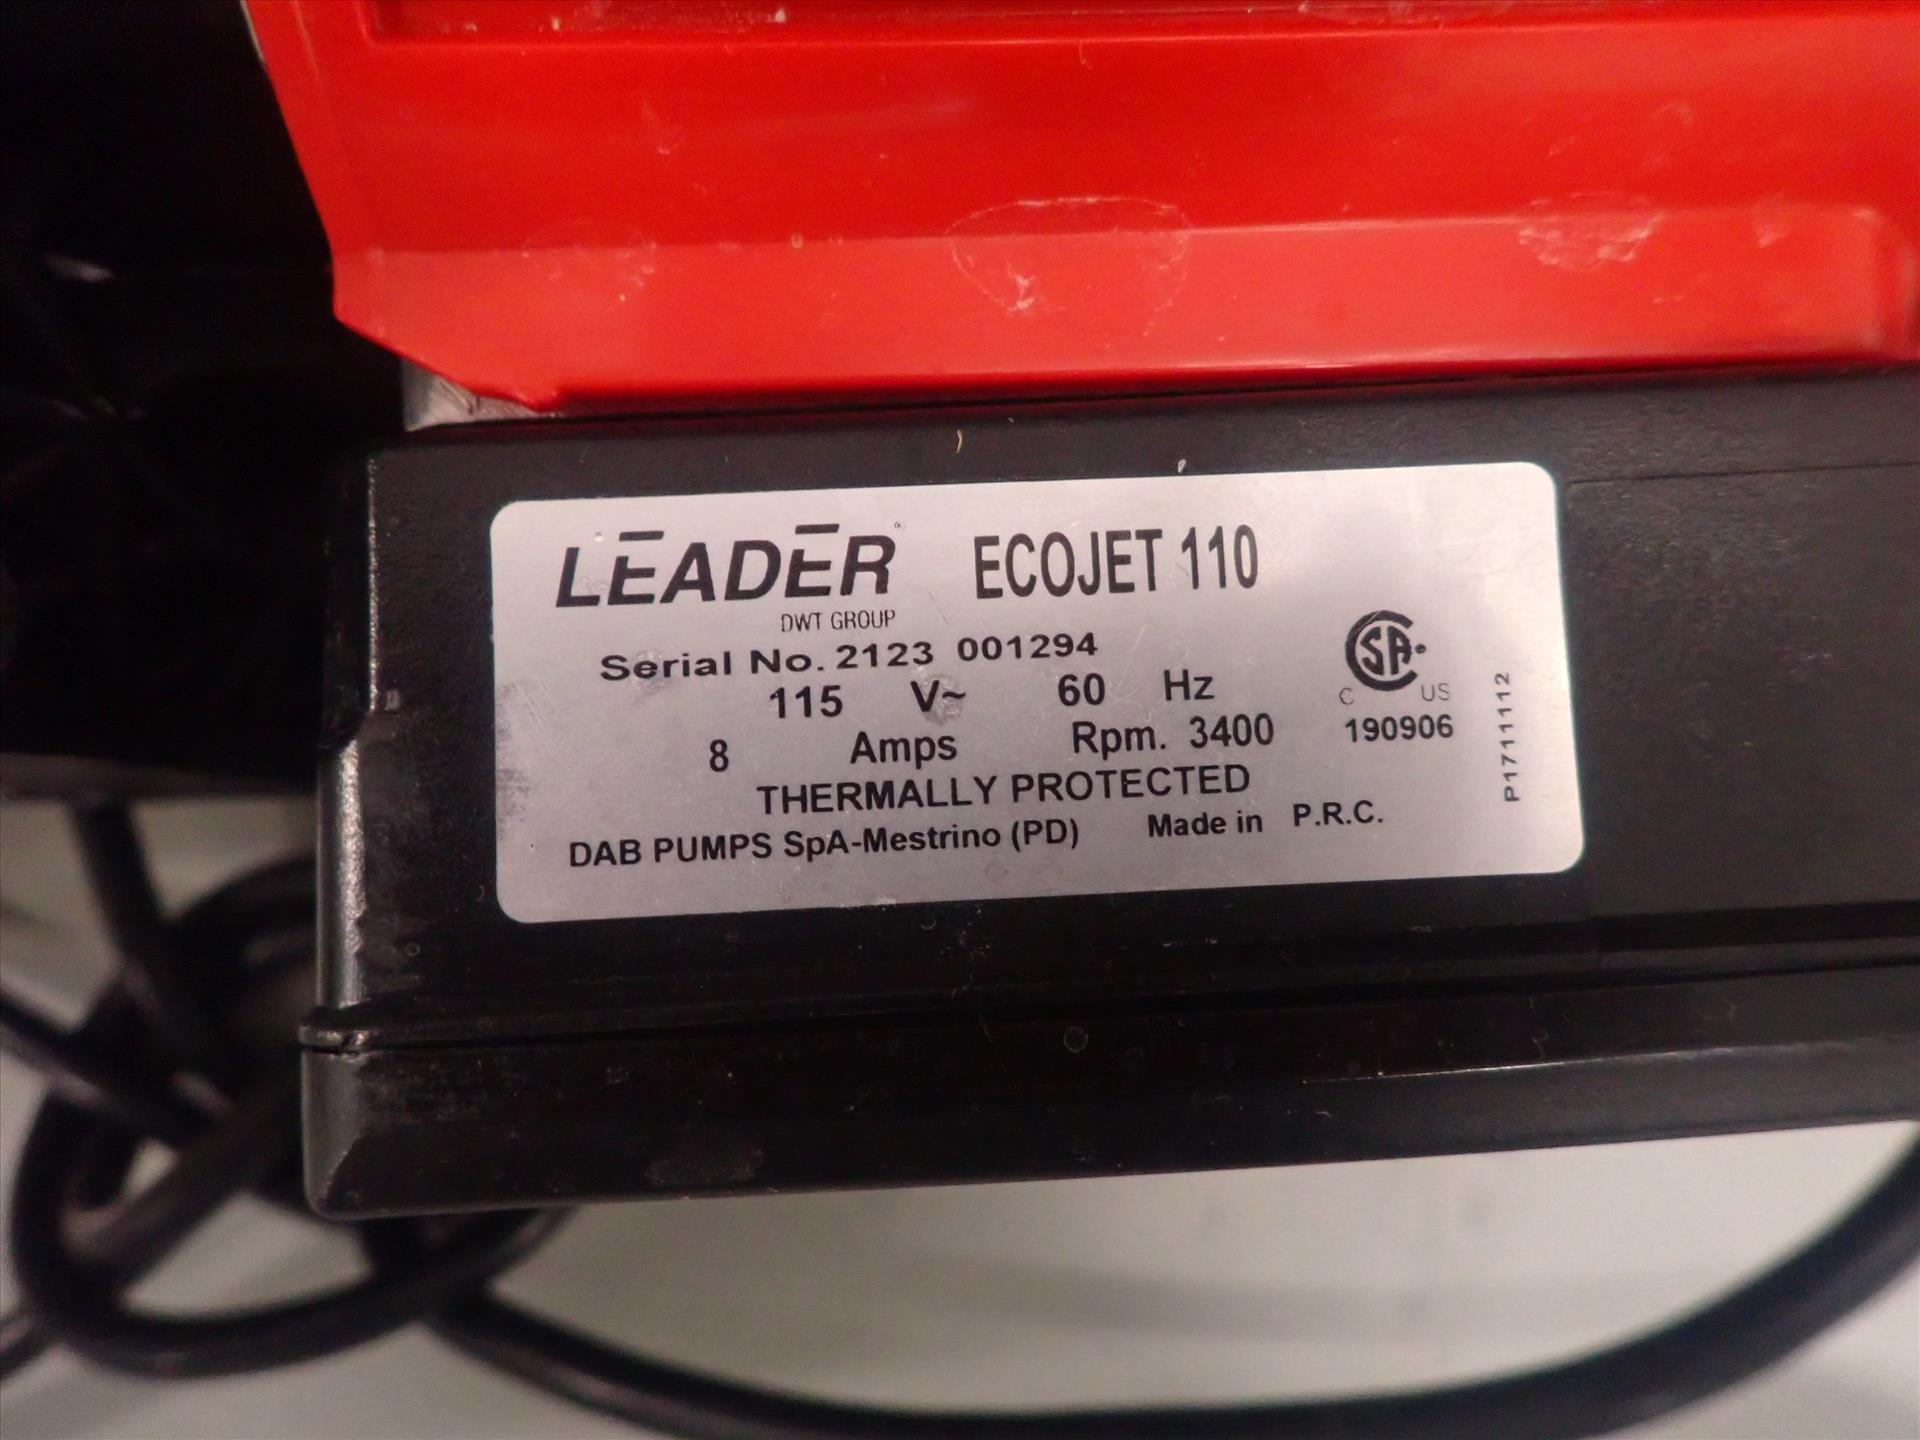 LEADER ECOJET 110
DWT GROUP
Serial No. 2123 001294
115 V~ 60 Hz
8 Amps Rpm. 3400
THERMALLY PROTECTED
DAB PUMPS SpA-Mestrino (PD) Made in P.R.C.
SA
C US
190906
P1711112